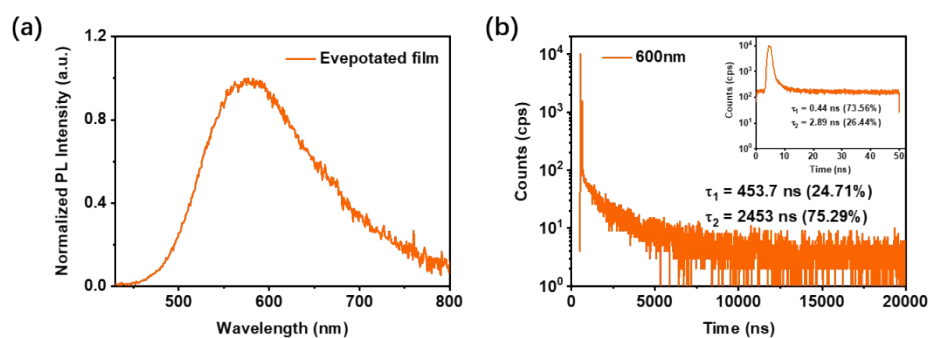 (a)
Normalized PL Intensity (a.u.)
1.2
0.8
0.4
0.0
Evepotated film
500
600
700
800
Wavelength (nm)
(b)
Counts (cps)
10⁴
10³
10²
10¹
10⁰
600nm
Counts (cps)
10⁴
10³
10²
10¹
10⁰
τ₁ = 0.44 ns (73.56%)
τ₂ = 2.89 ns (26.44%)
0
10
20
30
40
50
Time (ns)
τ₁ = 453.7 ns (24.71%)
τ₂ = 2453 ns (75.29%)
0
5000
10000
15000
20000
Time (ns)